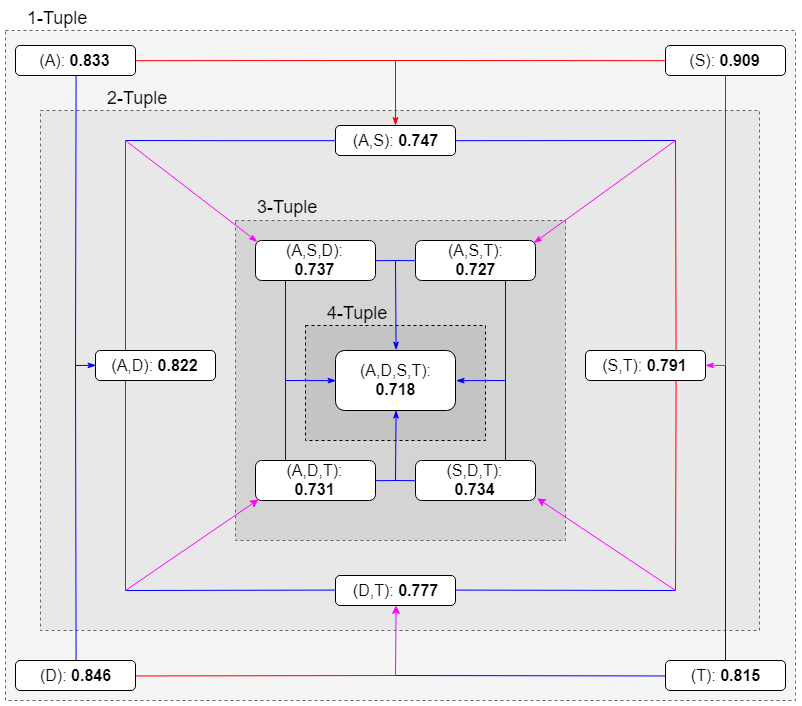 1-Tuple
(A): 0.833
(S): 0.909
2-Tuple
(A,S): 0.747
3-Tuple
(A,S,D):
0.737
(A,S,T):
0.727
4-Tuple
(A,D): 0.822
(A,D,S,T):
0.718
(S,T): 0.791
(A,D,T):
0.731
(S,D,T):
0.734
(D,T): 0.777
(D): 0.846
(T): 0.815